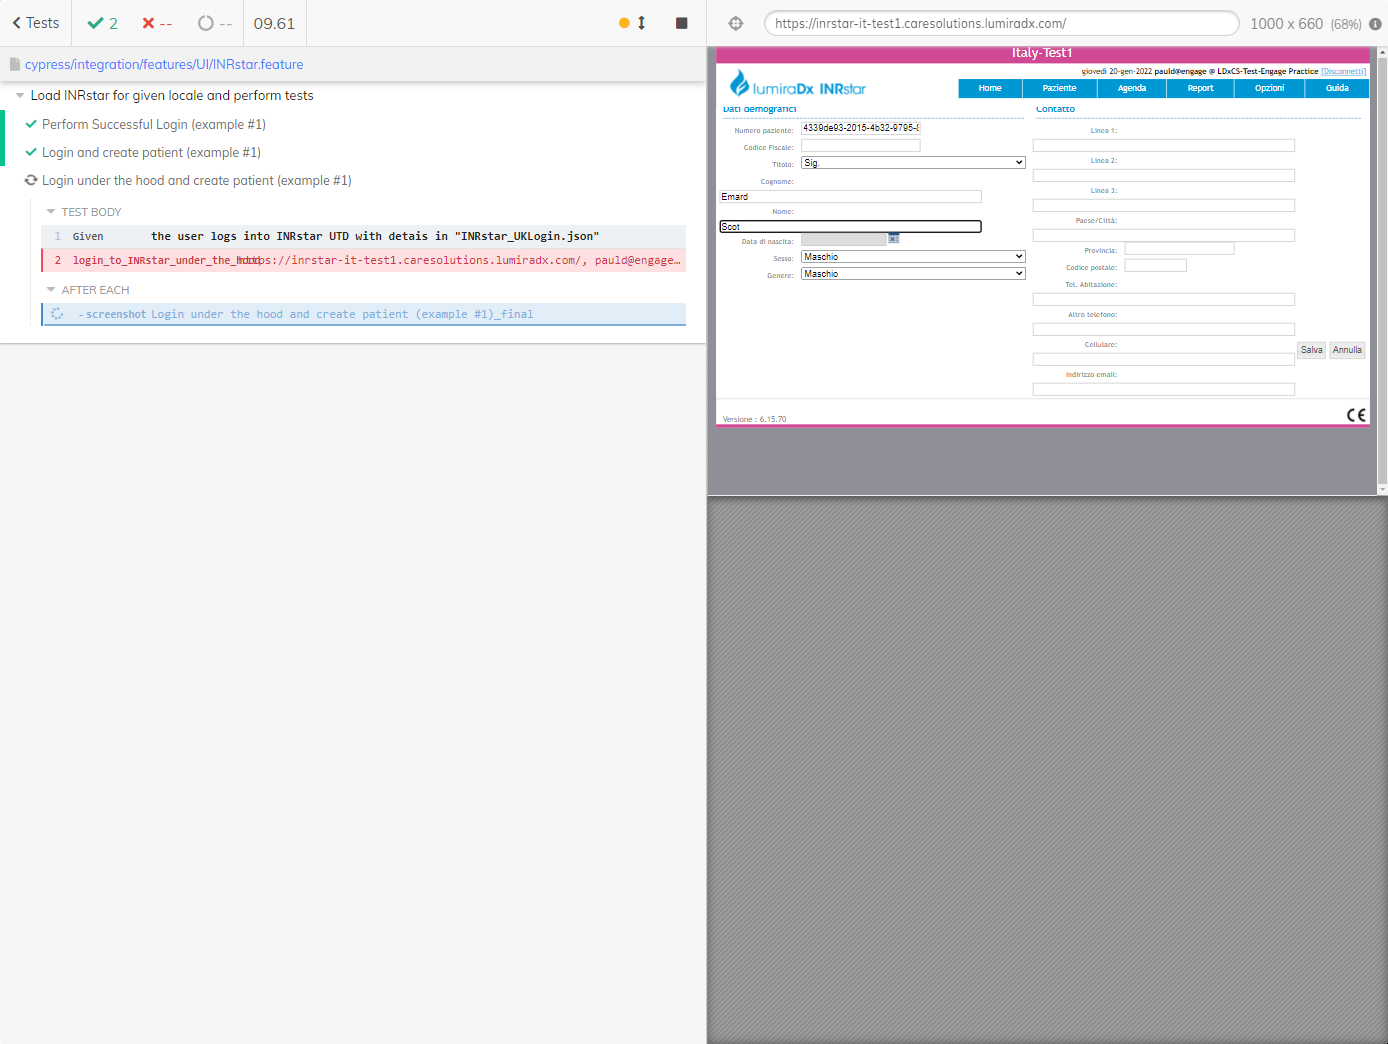 Tests 2 -- -- 09.61
cypress/integration/features/UI/INRstar.feature
Load INRstar for given locale and perform tests
Perform Successful Login (example #1)
Login and create patient (example #1)
Login under the hood and create patient (example #1)
TEST BODY
1 Given the user logs into INRstar UTD with detais in "INRstar_UKLogin.json"
2 login_to_INRstar_under_the_hood https://inrstar-it-test1.caresolutions.lumiradx.com/, pauld@engage…
AFTER EACH
-screenshot Login under the hood and create patient (example #1)_final
https://inrstar-it-test1.caresolutions.lumiradx.com/ 1000 x 660 (68%)
Italy-Test1
giovedì 20-gen-2022 pauld@engage @ LDxCS-Test-Engage Practice [Disconnetti]
lumiraDx INRstar
Home Paziente Agenda Report Opzioni Guida
Dati demografici
Numero paziente: 4339de93-2015-4b32-9795-
Codice Fiscale:
Titolo: Sig.
Cognome:
Emard
Nome:
Scot
Data di nascita:
Sesso: Maschio
Genere: Maschio
Contatto
Linea 1:
Linea 2:
Linea 3:
Paese/Città:
Provincia:
Codice postale:
Tel. Abitazione:
Altro telefono:
Cellulare:
Indirizzo email:
Salva Annulla
Versione : 6.15.70
CE